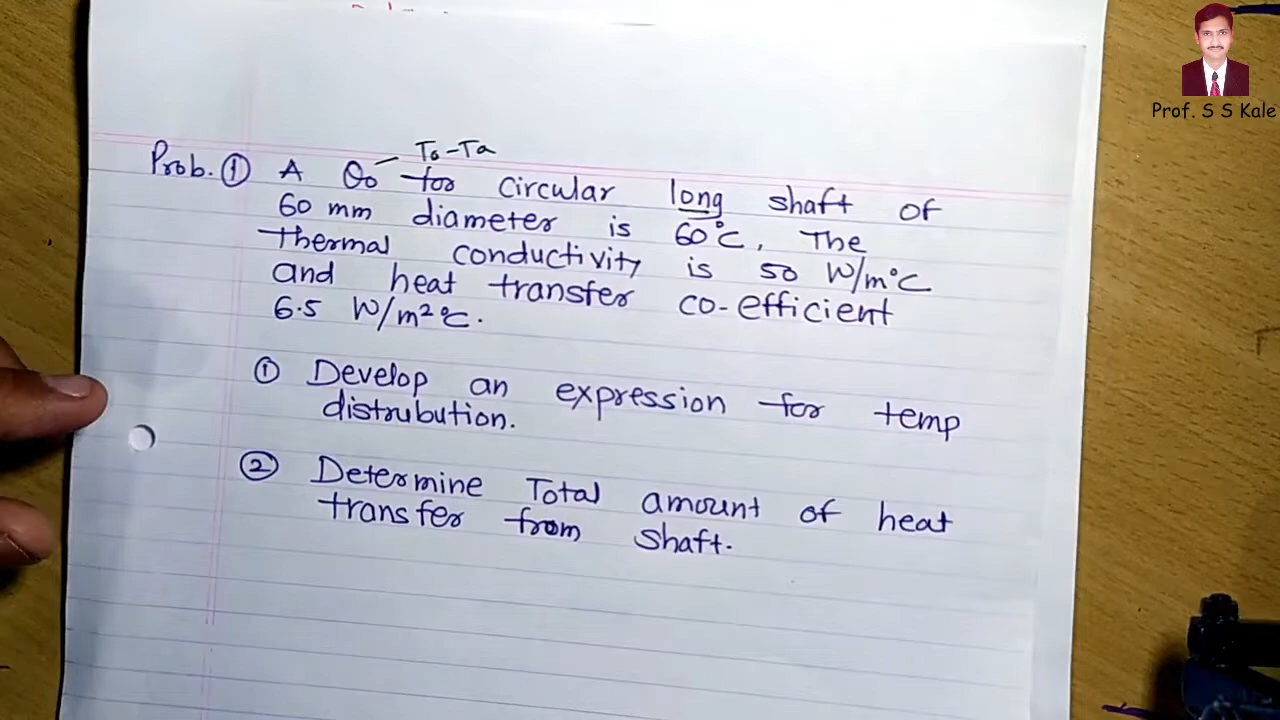 Prof. S S Kale
To-Ta
Prob. ① A θo for circular long shaft of
60 mm diameter is 60°C, The
thermal conductivity is 50 W/m°C
and heat transfer co-efficient
6.5 W/m²°C.
① Develop an expression for temp
distrubution.
② Determine Total amount of heat
transfer from shaft.